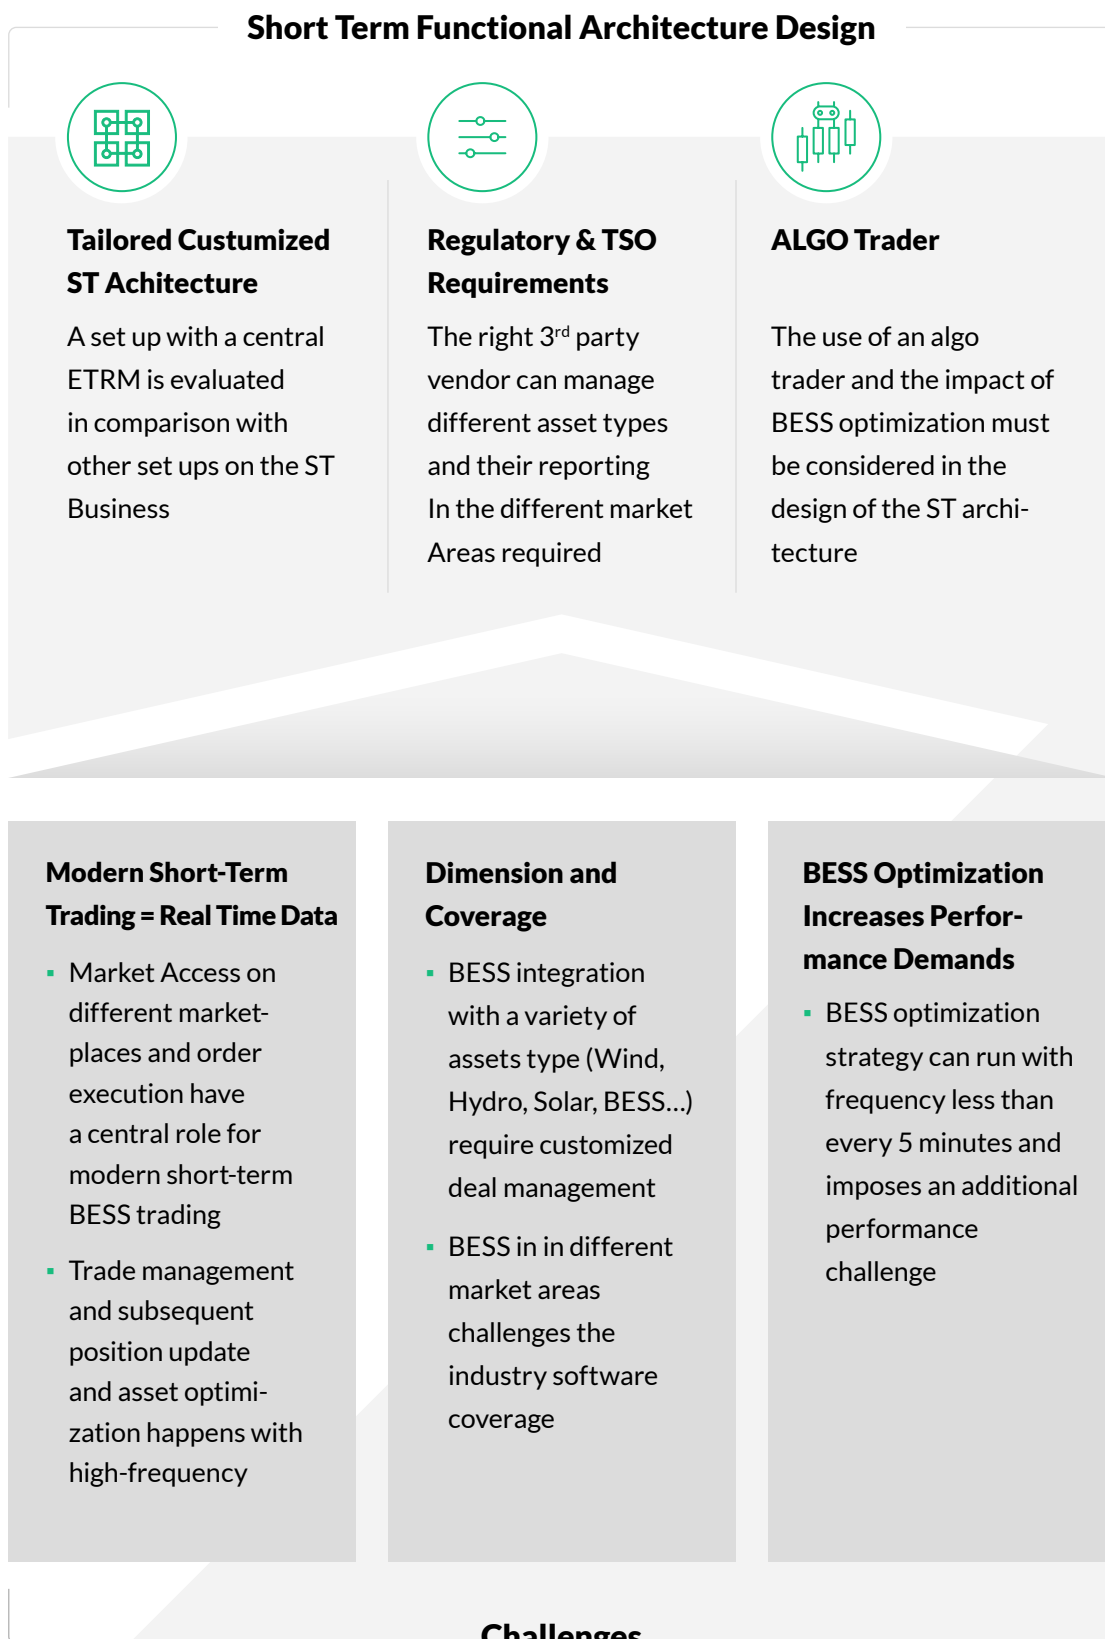 Short Term Functional Architecture Design
Tailored Custumized
ST Achitecture
A set up with a central
ETRM is evaluated
in comparison with
other set ups on the ST
Business
Regulatory & TSO
Requirements
The right 3rd party
vendor can manage
different asset types
and their reporting
In the different market
Areas required
ALGO Trader
The use of an algo
trader and the impact of
BESS optimization must
be considered in the
design of the ST archi-
tecture
Modern Short-Term
Trading = Real Time Data
▪ Market Access on
different market-
places and order
execution have
a central role for
modern short-term
BESS trading
▪ Trade management
and subsequent
position update
and asset optimi-
zation happens with
high-frequency
Dimension and
Coverage
▪ BESS integration
with a variety of
assets type (Wind,
Hydro, Solar, BESS…)
require customized
deal management
▪ BESS in in different
market areas
challenges the
industry software
coverage
BESS Optimization
Increases Perfor-
mance Demands
▪ BESS optimization
strategy can run with
frequency less than
every 5 minutes and
imposes an additional
performance
challenge
Challenges